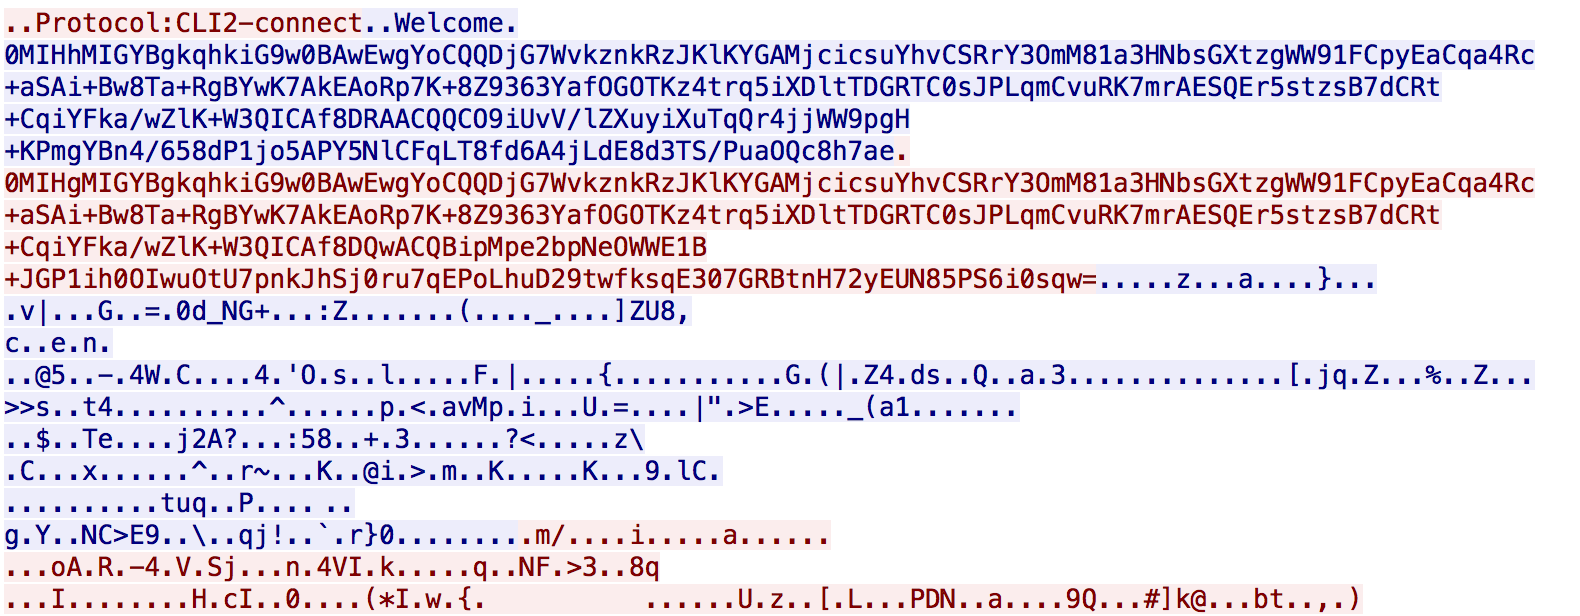 ..Protocol:CLI2-connect..Welcome.
0MIHhMIGYBgkqhkiG9w0BAwEwgYoCQQDjG7WvkznkRzJKlKYGAMjcicsuYhvCSRrY3OmM81a3HNbsGXtzgWW91FCpyEaCqa4Rc
+aSAi+Bw8Ta+RgBYwK7AkEAoRp7K+8Z9363YafOGOTKz4trq5iXDltTDGRTC0sJPLqmCvuRK7mrAESQEr5stzsB7dCRt
+CqiYFka/wZlK+W3QICAf8DRAACQQCO9iUvV/lZXuyiXuTqQr4jjWW9pgH
+KPmgYBn4/658dP1jo5APY5NlCFqLT8fd6A4jLdE8d3TS/PuaOQc8h7ae.
0MIHgMIGYBgkqhkiG9w0BAwEwgYoCQQDjG7WvkznkRzJKlKYGAMjcicsuYhvCSRrY3OmM81a3HNbsGXtzgWW91FCpyEaCqa4Rc
+aSAi+Bw8Ta+RgBYwK7AkEAoRp7K+8Z9363YafOGOTKz4trq5iXDltTDGRTC0sJPLqmCvuRK7mrAESQEr5stzsB7dCRt
+CqiYFka/wZlK+W3QICAf8DQwACQBipMpe2bpNeOWWE1B
+JGP1ih0OIwuOtU7pnkJhSj0ru7qEPoLhuD29twfksqE307GRBtnH72yEUN85PS6i0sqw=.....z...a....}...
.v|...G..=.0d_NG+...:Z.......(...._....]ZU8,
c..e.n.
..@5..-.4W.C....4.'O.s..l.....F.|.....{...........G.(|.Z4.ds..Q..a.3..............[.jq.Z...%..Z...
>>s..t4..........^......p.<.avMp.i...U.=....|".>E....._(a1.......
..$..Te....j2A?...:58..+.3......?<.....z\
.C...x......^..r~...K..@i.>.m..K.....K...9.lC.
..........tuq..P.... ..
g.Y..NC>E9..\..qj!..`.r}0..........m/....i.....a......
...oA.R.-4.V.Sj...n.4VI.k.....q..NF.>3..8q
...I........H.cI..0....(*I.w.{.          ......U.z..[.L...PDN..a....9Q...#]k@...bt..,.)